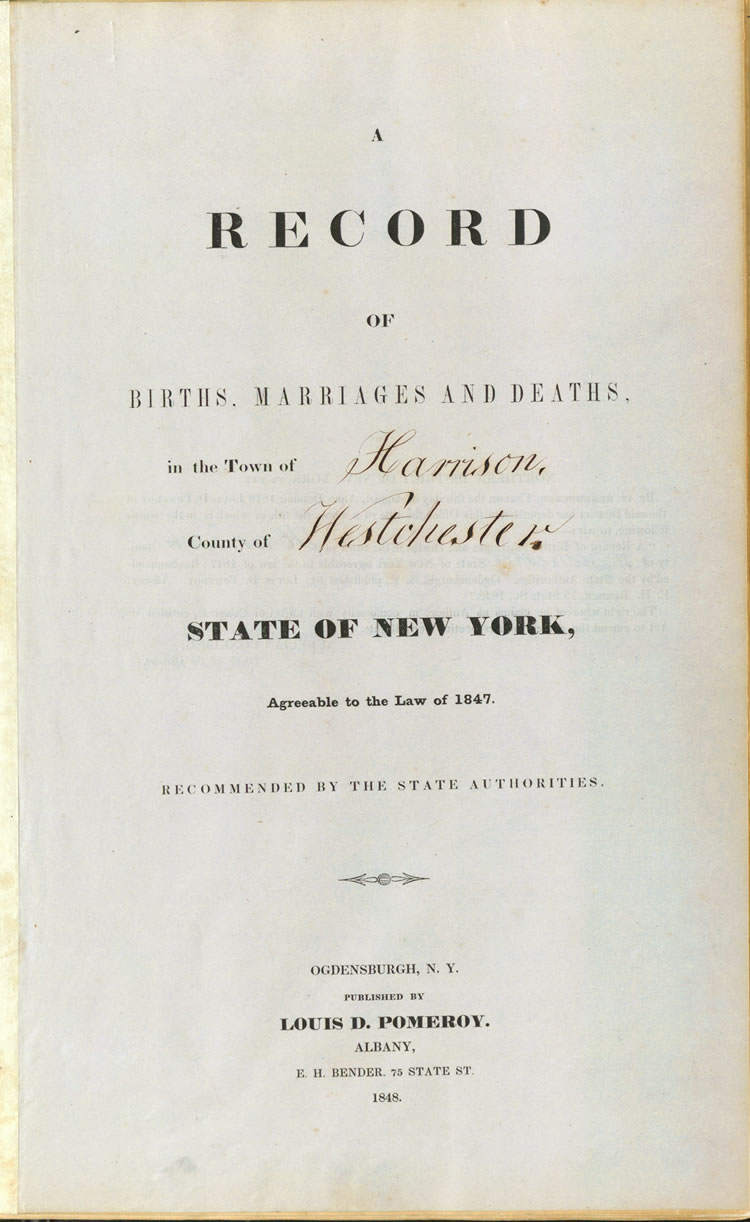 A
RECORD
OF
BIRTHS, MARRIAGES AND DEATHS,
in the Town of Harrison.
County of Westchester.
STATE OF NEW YORK,
Agreeable to the Law of 1847.
RECOMMENDED BY THE STATE AUTHORITIES.
OGDENSBURGH, N. Y.
PUBLISHED BY
LOUIS D. POMEROY.
ALBANY,
E. H. BENDER. 75 STATE ST.
1848.